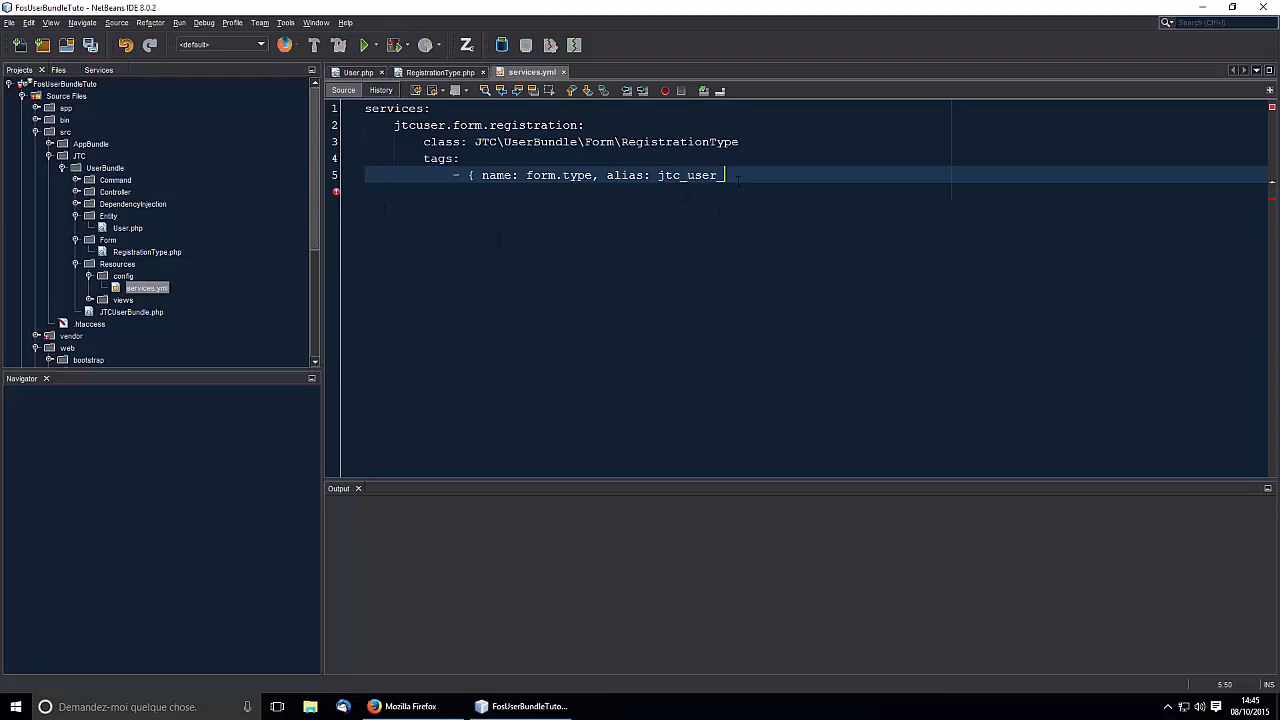 FosUserBundleTuto - NetBeans IDE 8.0.2
File Edit View Navigate Source Refactor Run Debug Profile Team Tools Window Help
Search (Ctrl+I)
<default>
Projects Files Services
User.php RegistrationType.php services.yml
FosUserBundleTuto
Source Files
app
bin
src
AppBundle
JTC
UserBundle
Command
Controller
DependencyInjection
Entity
User.php
Form
RegistrationType.php
Resources
config
services.yml
views
JTCUserBundle.php
.htaccess
vendor
web
bootstrap
Source History
1 services:
2 jtcuser.form.registration:
3 class: JTC\UserBundle\Form\RegistrationType
4 tags:
5 - { name: form.type, alias: jtc_user_
Navigator
Output
5:50 INS
Demandez-moi quelque chose.
Mozilla Firefox
FosUserBundleTuto...
14:45
08/10/2015